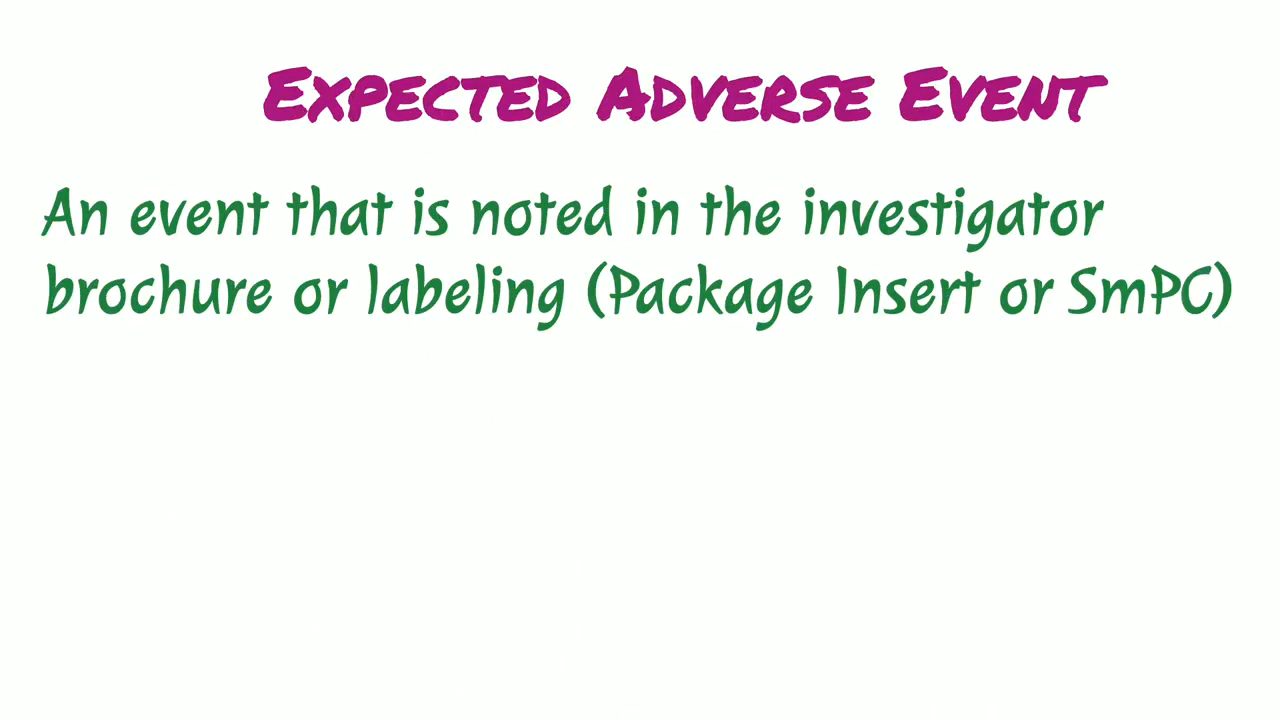 Expected Adverse Event
An event that is noted in the investigator
brochure or labeling (Package Insert or SmPC)